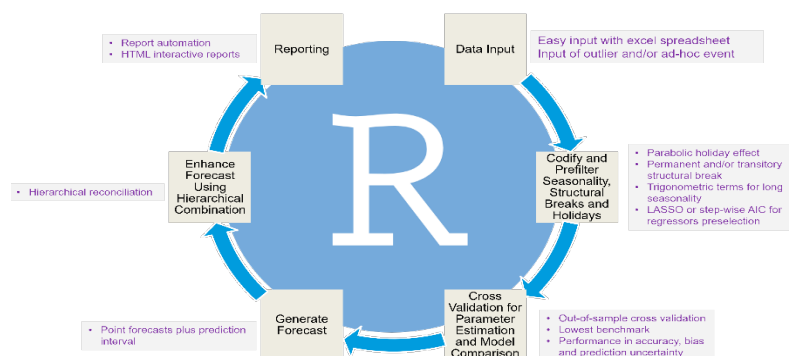 Reporting
• Report automation
• HTML interactive reports
Data Input
Easy input with excel spreadsheet
Input of outlier and/or ad-hoc event
Codify and
Prefilter
Seasonality,
Structural
Breaks and
Holidays
• Parabolic holiday effect
• Permanent and/or transitory
structural break
• Trigonometric terms for long
seasonality
• LASSO or step-wise AIC for
regressors preselection
Cross
Validation for
Parameter
Estimation
and Model
Comparison
• Out-of-sample cross validation
• Lowest benchmark
• Performance in accuracy, bias
and prediction uncertainty
Generate
Forecast
• Point forecasts plus prediction
interval
Enhance
Forecast
Using
Hierarchical
Combination
• Hierarchical reconciliation
R